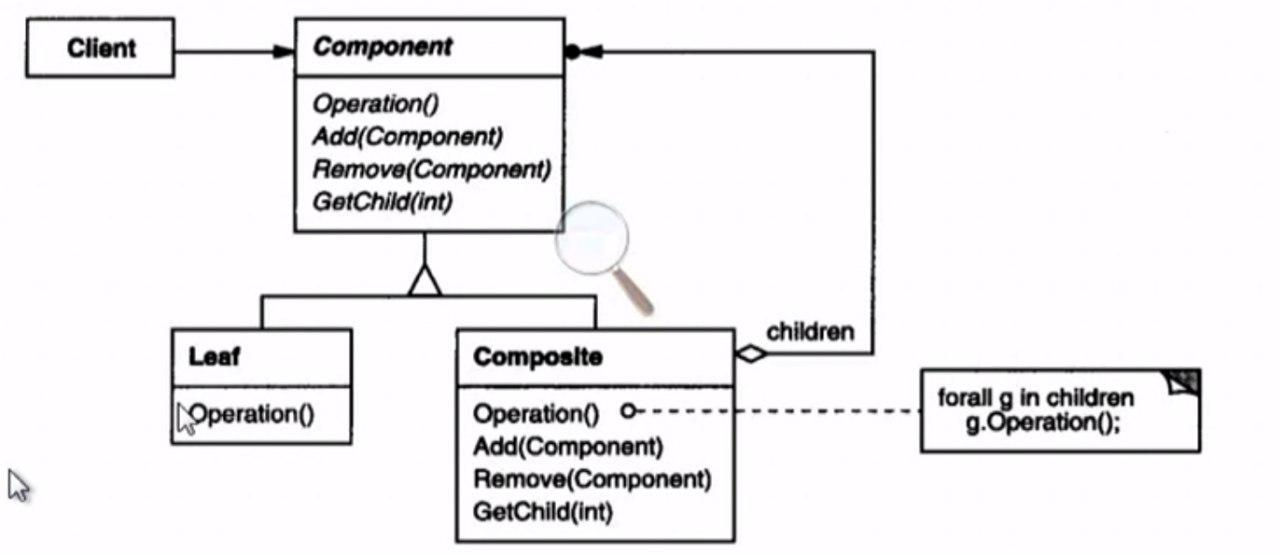 Client
Component
Operation()
Add(Component)
Remove(Component)
GetChild(int)
Leaf
Operation()
Composite
Operation()
Add(Component)
Remove(Component)
GetChild(int)
children
forall g in children
g.Operation();